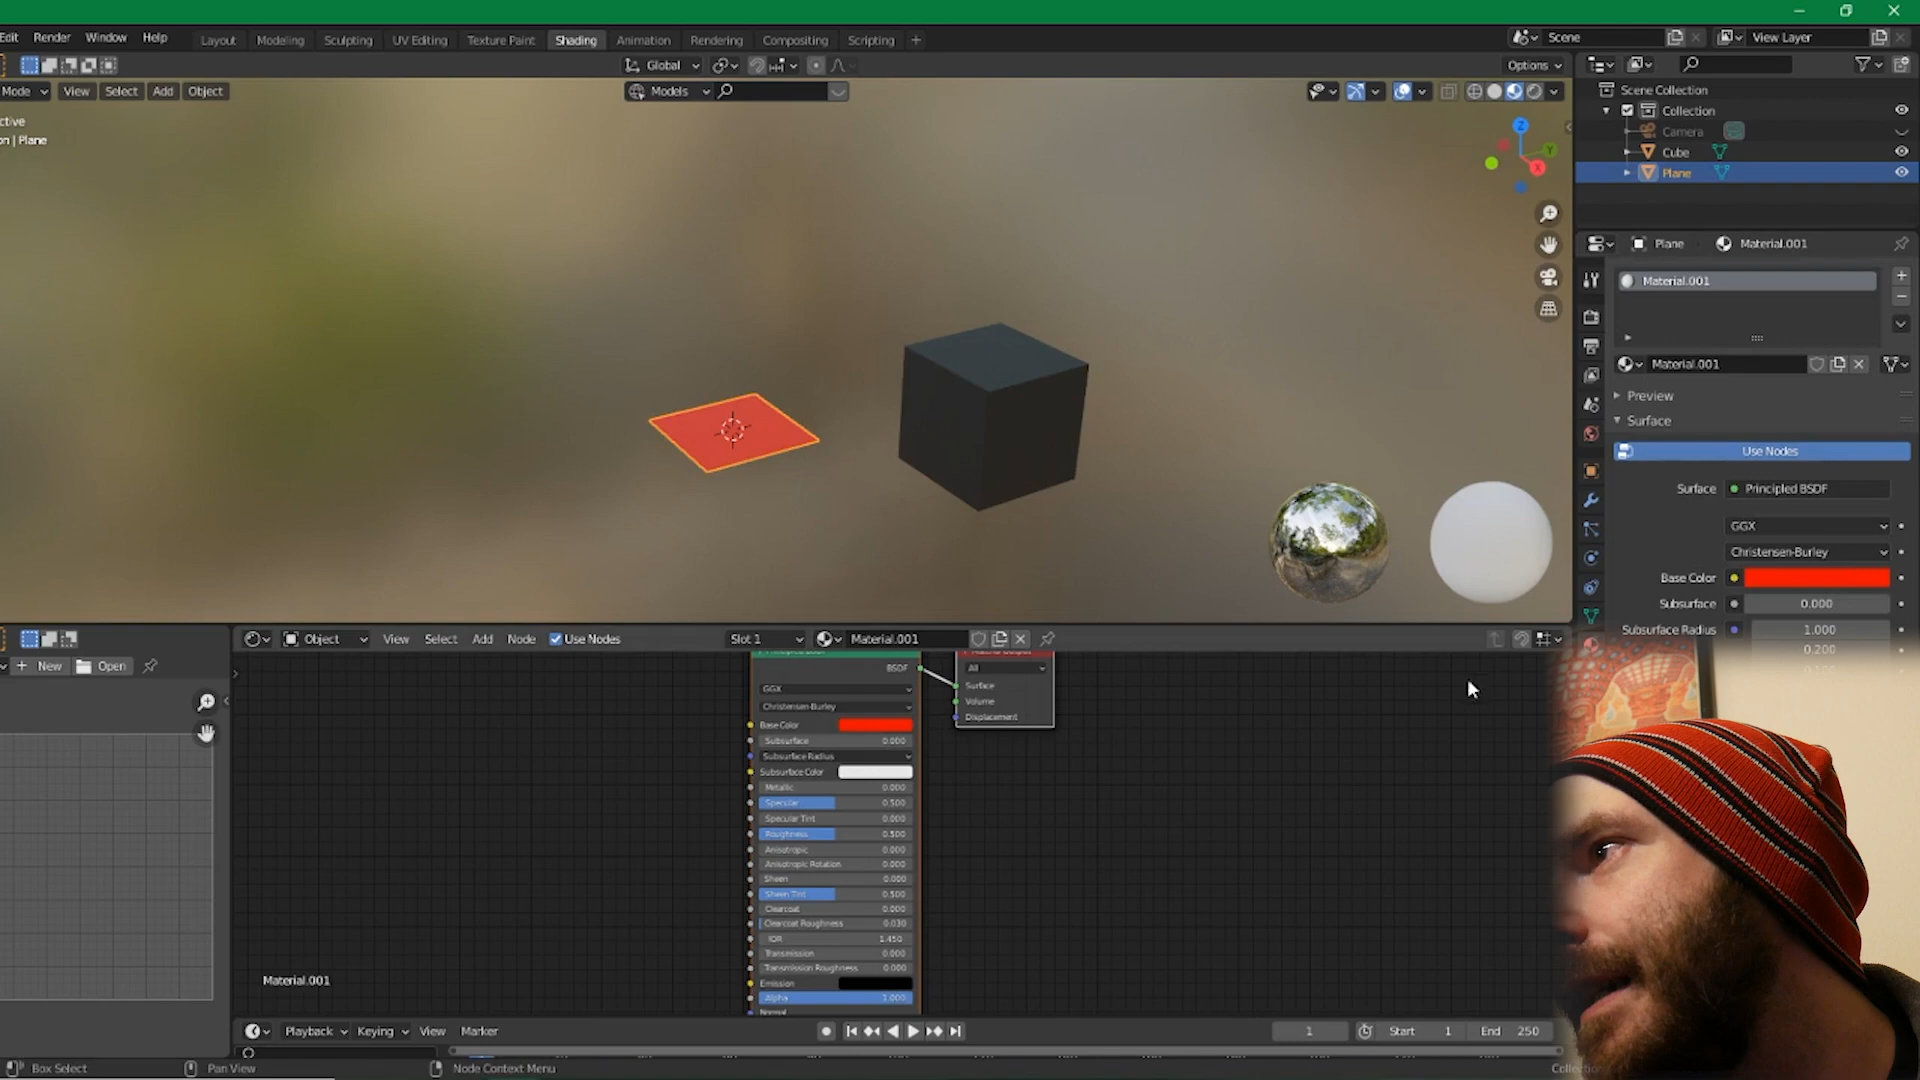 Edit Render Window Help Layout Modeling Sculpting UV Editing Texture Paint Shading Animation Rendering Compositing Scripting + Scene View Layer
Global Options
Mode View Select Add Object Models
ctive
on | Plane
Z
Y
X
Scene Collection
Collection
Camera
Cube
Plane
Plane Material.001
Material.001
Material.001
Preview
Surface
Use Nodes
Surface Principled BSDF
GGX
Christensen-Burley
Base Color
Subsurface 0.000
Subsurface Radius 1.000
0.200
Object View Select Add Node Use Nodes Slot 1 Material.001
New Open
BSDF
GGX
Christensen-Burley
Base Color
Subsurface 0.000
Subsurface Radius
Subsurface Color
Metallic 0.000
Specular 0.500
Specular Tint 0.000
Roughness 0.500
Anisotropic 0.000
Anisotropic Rotation 0.000
Sheen 0.000
Sheen Tint 0.500
Clearcoat 0.000
Clearcoat Roughness 0.030
IOR 1.450
Transmission 0.000
Transmission Roughness 0.000
Emission
Alpha 1.000
Normal
All
Surface
Volume
Displacement
Material.001
Playback Keying View Marker 1 Start 1 End 250
Box Select Pan View Node Context Menu